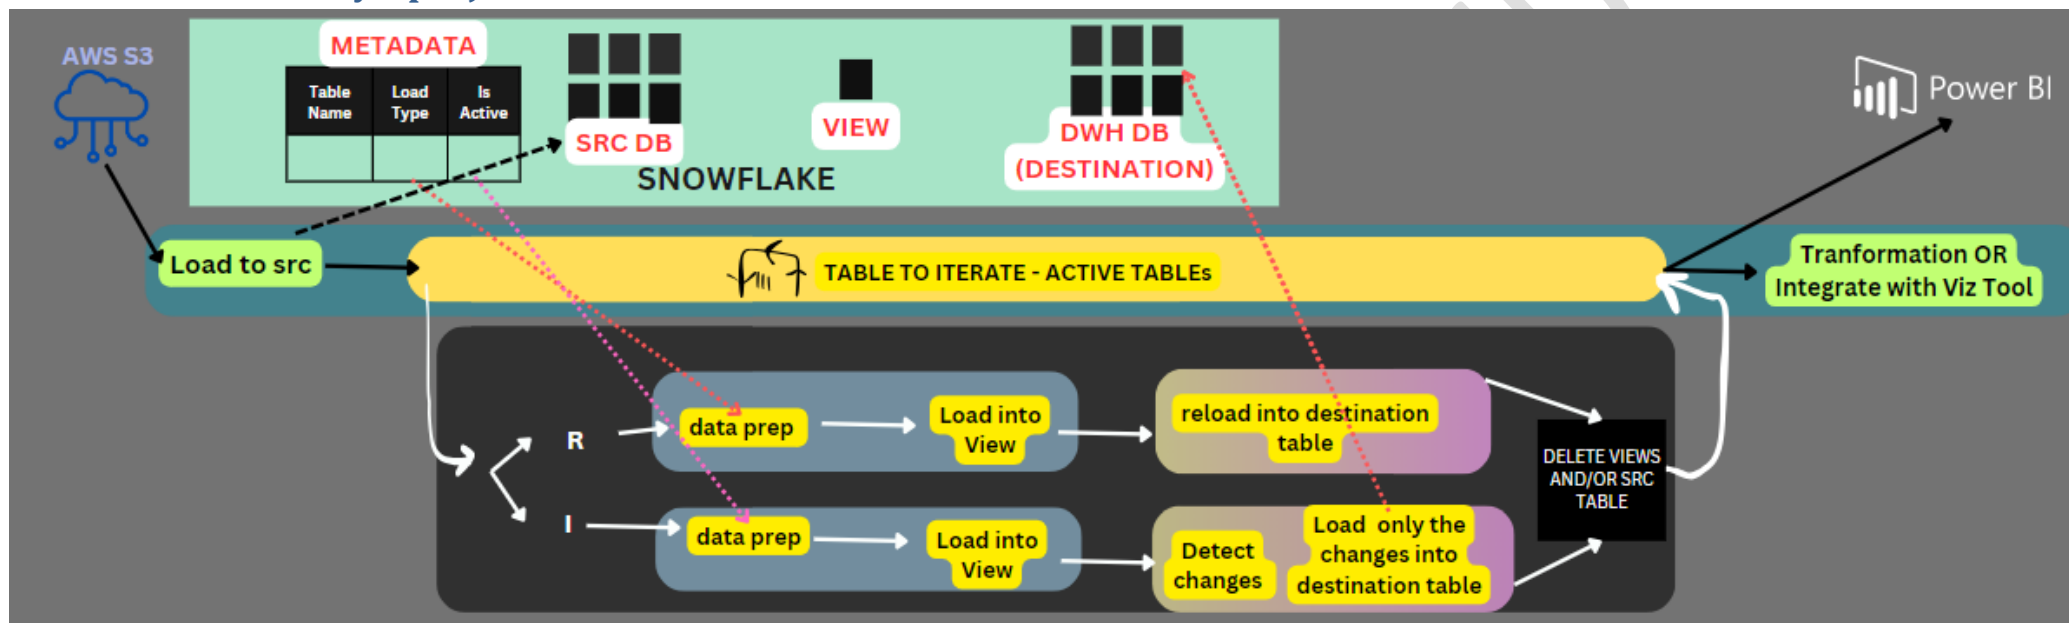 AWS S3
METADATA
Table
Name
Load
Type
Is
Active
SRC DB
VIEW
DWH DB
(DESTINATION)
SNOWFLAKE
Power BI
Load to src
TABLE TO ITERATE - ACTIVE TABLEs
Tranformation OR
Integrate with Viz Tool
R
data prep
Load into
View
reload into destination
table
DELETE VIEWS
AND/OR SRC
TABLE
I
data prep
Load into
View
Detect
changes
Load only the
changes into
destination table